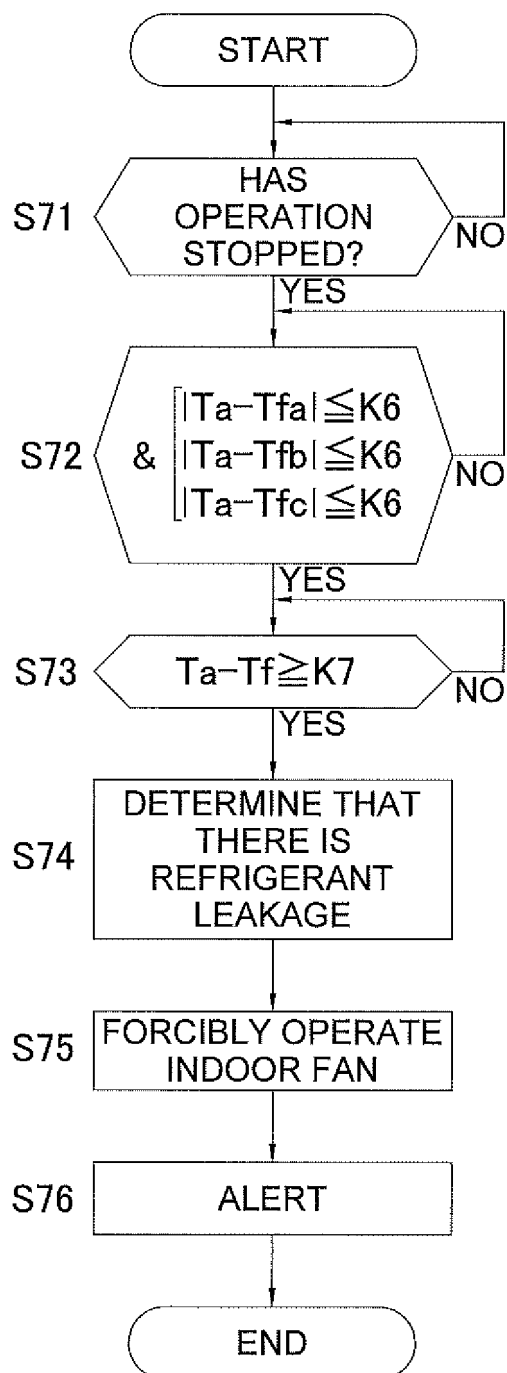 START
HAS
OPERATION
STOPPED?
S71
NO
YES
|Ta-Tfa|≦K6
S72 & |Ta-Tfb|≦K6
NO
|Ta-Tfc|≦K6
YES
S73 Ta-Tf≧K7
NO
YES
DETERMINE THAT
THERE IS
REFRIGERANT
LEAKAGE
S74
FORCIBLY OPERATE
INDOOR FAN
S75
S76 ALERT
END